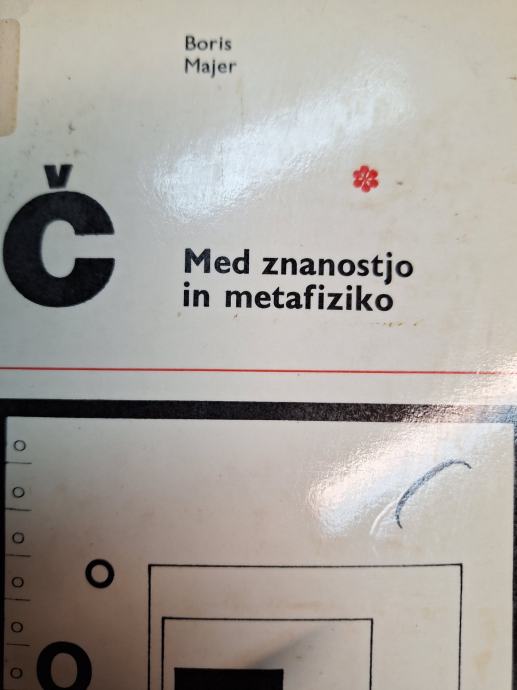 Boris
Majer
Č
Med znanostjo
in metafiziko